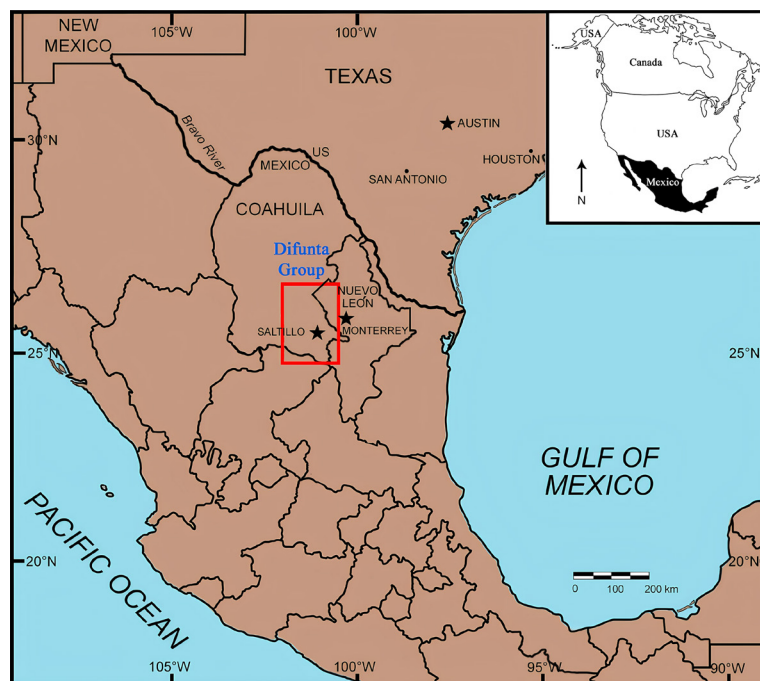 NEW
MEXICO
105°W
100°W
USA
Canada
USA
Mexico
N
TEXAS
AUSTIN
Bravo River
30°N
US
MEXICO
HOUSTON
SAN ANTONIO
COAHUILA
Difunta
Group
NUEVO
LEON
SALTILLO
MONTERREY
25°N
25°N
GULF OF
MEXICO
PACIFIC OCEAN
20°N
0 100 200 km
20°N
105°W
100°W
95°W
90°W